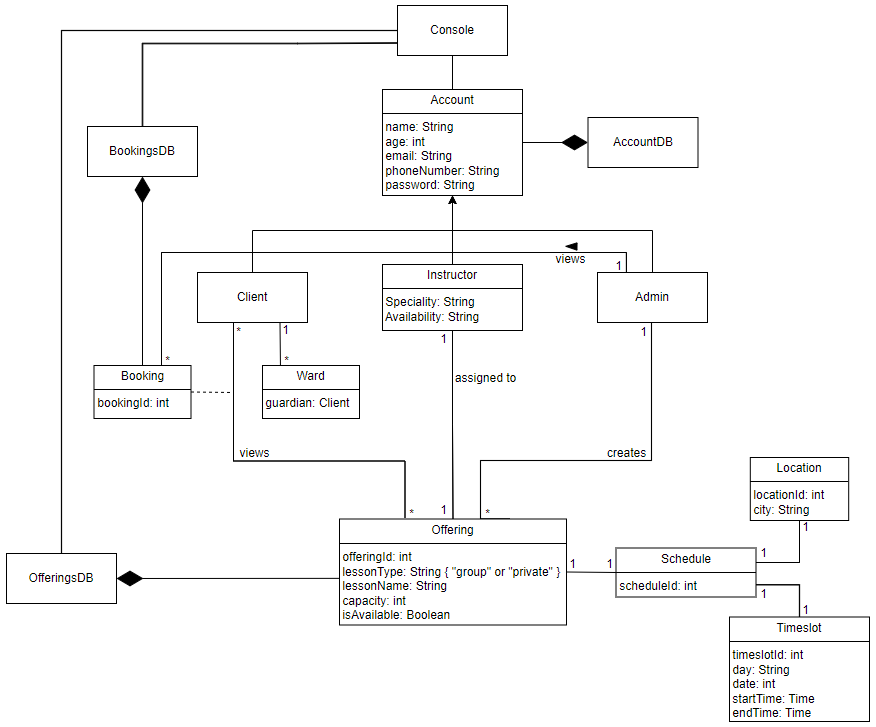 Console
Account
name: String
age: int
email: String
phoneNumber: String
password: String
AccountDB
BookingsDB
views
1
Client
Instructor
Speciality: String
Availability: String
Admin
*
1
1
1
*
*
Booking
bookingId: int
Ward
guardian: Client
assigned to
views
creates
*
1
*
Location
locationId: int
city: String
1
Offering
offeringId: int
lessonType: String { "group" or "private" }
lessonName: String
capacity: int
isAvailable: Boolean
1
1
Schedule
scheduleId: int
1
1
1
OfferingsDB
Timeslot
timeslotId: int
day: String
date: int
startTime: Time
endTime: Time